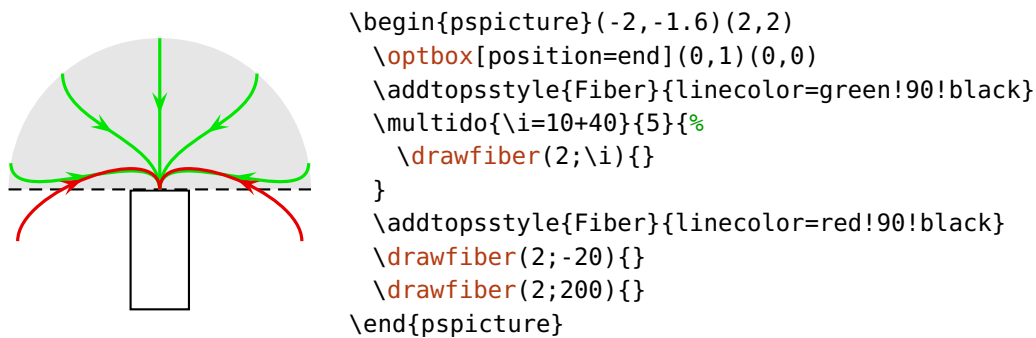 \begin{pspicture}(-2,-1.6)(2,2)
\optbox[position=end](0,1)(0,0)
\addtopsstyle{Fiber}{linecolor=green!90!black}
\multido{\i=10+40}{5}{%
\drawfiber(2;\i){}
}
\addtopsstyle{Fiber}{linecolor=red!90!black}
\drawfiber(2;-20){}
\drawfiber(2;200){}
\end{pspicture}